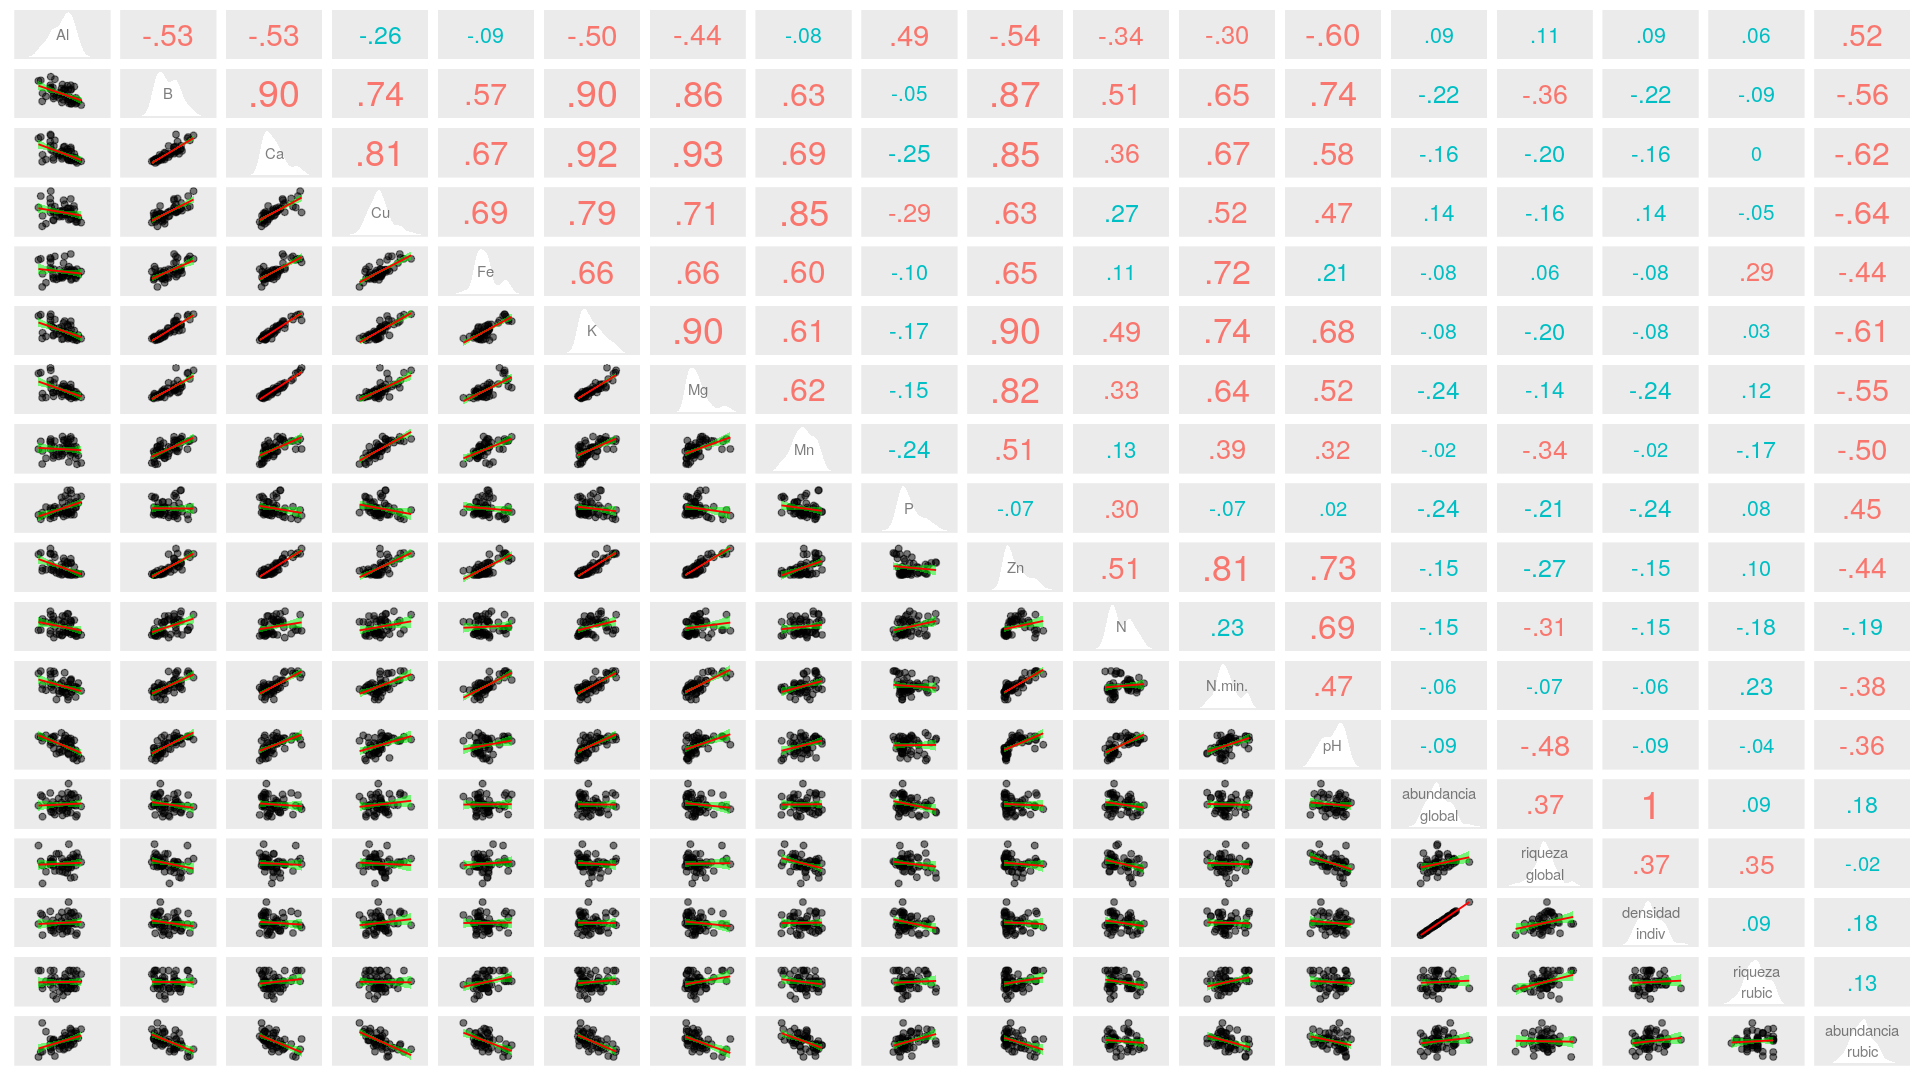 Al -.53 -.53 -.26 -.09 -.50 -.44 -.08 .49 -.54 -.34 -.30 -.60 .09 .11 .09 .06 .52
B .90 .74 .57 .90 .86 .63 -.05 .87 .51 .65 .74 -.22 -.36 -.22 -.09 -.56
Ca .81 .67 .92 .93 .69 -.25 .85 .36 .67 .58 -.16 -.20 -.16 0 -.62
Cu .69 .79 .71 .85 -.29 .63 .27 .52 .47 .14 -.16 .14 -.05 -.64
Fe .66 .66 .60 -.10 .65 .11 .72 .21 -.08 .06 -.08 .29 -.44
K .90 .61 -.17 .90 .49 .74 .68 -.08 -.20 -.08 .03 -.61
Mg .62 -.15 .82 .33 .64 .52 -.24 -.14 -.24 .12 -.55
Mn -.24 .51 .13 .39 .32 -.02 -.34 -.02 -.17 -.50
P -.07 .30 -.07 .02 -.24 -.21 -.24 .08 .45
Zn .51 .81 .73 -.15 -.27 -.15 .10 -.44
N .23 .69 -.15 -.31 -.15 -.18 -.19
N.min. .47 -.06 -.07 -.06 .23 -.38
pH -.09 -.48 -.09 -.04 -.36
abundancia
global .37 1 .09 .18
riqueza
global .37 .35 -.02
densidad
indiv .09 .18
riqueza
rubic .13
abundancia
rubic